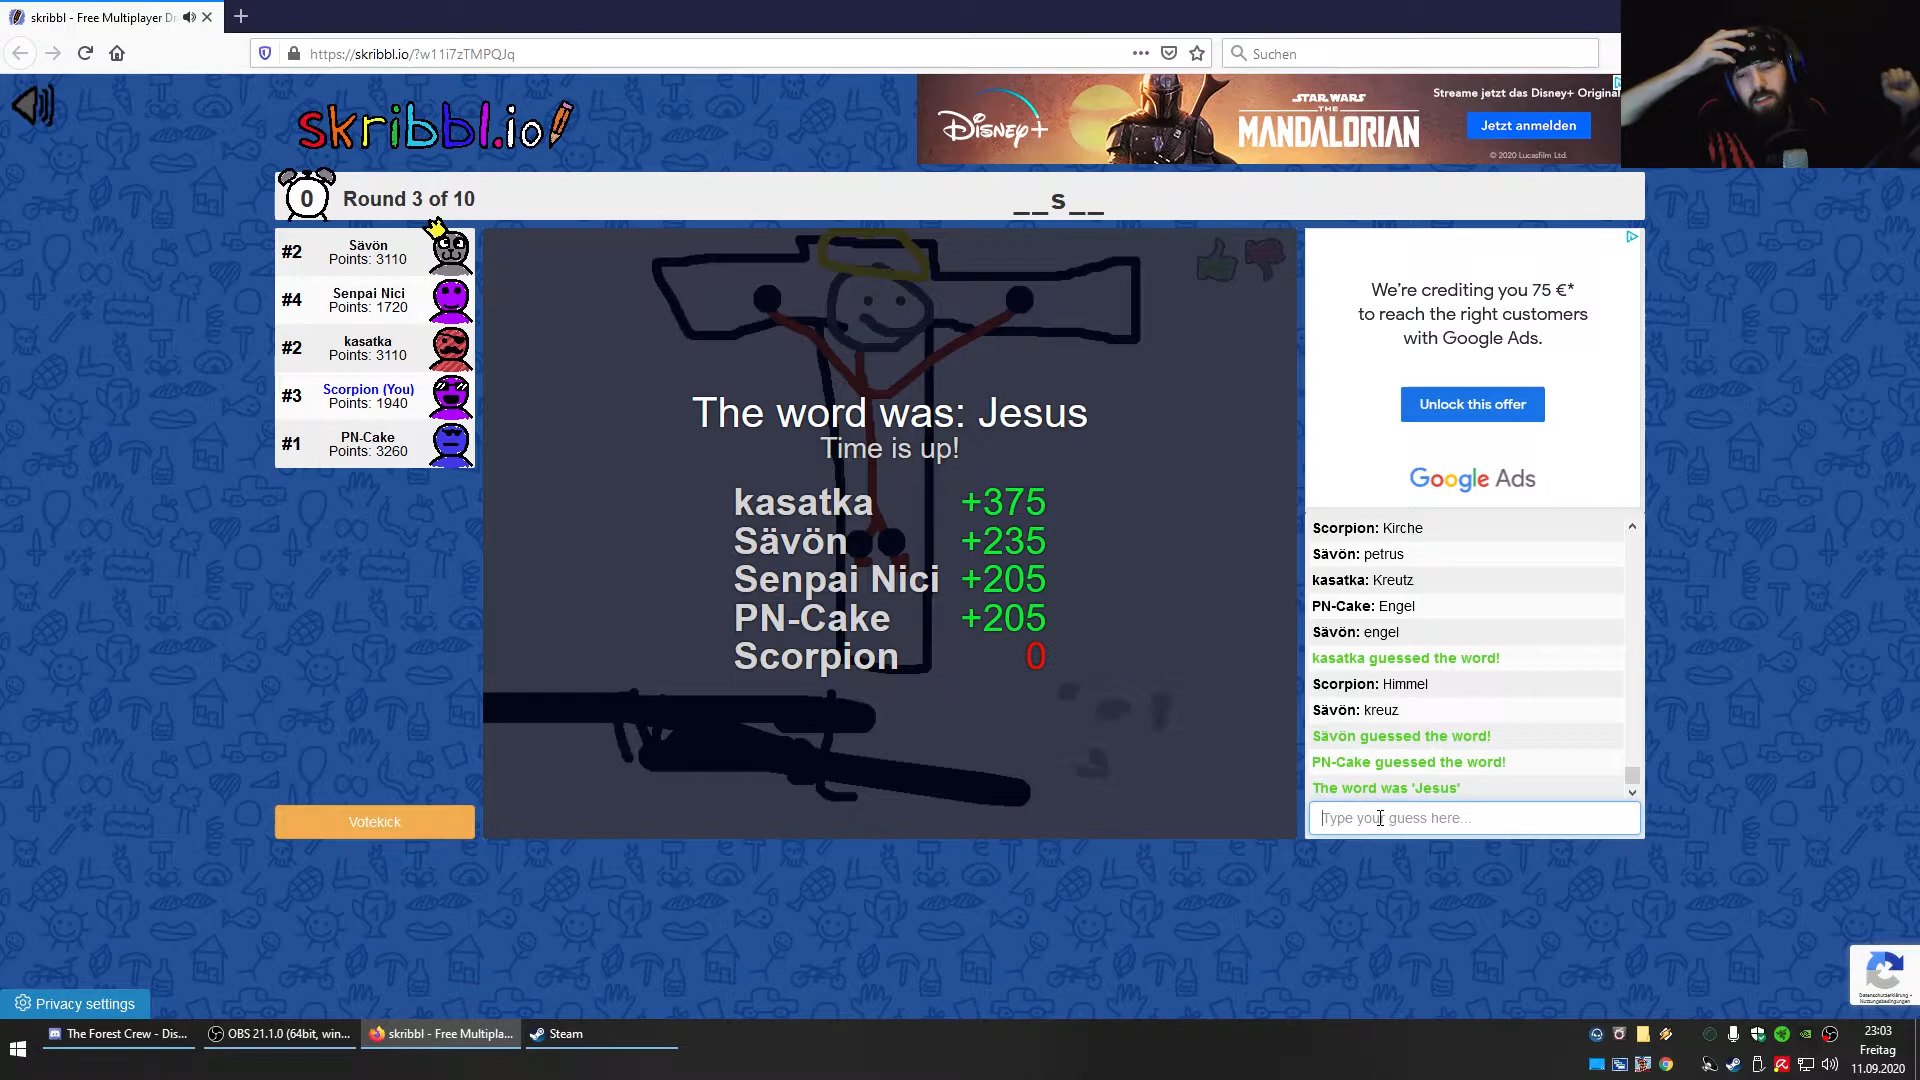 skribbl - Free Multiplayer Dr
https://skribbl.io/?w11i7zTMPQJq
Suchen
skribbl.io
Disney+
STAR WARS
THE
MANDALORIAN
Streame jetzt das Disney+ Original
Jetzt anmelden
© 2020 Lucasfilm Ltd.
0
Round 3 of 10
__s__
#2
Sävön
Points: 3110
#4
Senpai Nici
Points: 1720
#2
kasatka
Points: 3110
#3
Scorpion (You)
Points: 1940
#1
PN-Cake
Points: 3260
Votekick
The word was: Jesus
Time is up!
kasatka +375
Sävön +235
Senpai Nici +205
PN-Cake +205
Scorpion 0
We're crediting you 75 €*
to reach the right customers
with Google Ads.
Unlock this offer
Google Ads
Scorpion: Kirche
Sävön: petrus
kasatka: Kreutz
PN-Cake: Engel
Sävön: engel
kasatka guessed the word!
Scorpion: Himmel
Sävön: kreuz
Sävön guessed the word!
PN-Cake guessed the word!
The word was 'Jesus'
Type your guess here...
Privacy settings
The Forest Crew - Dis...
OBS 21.1.0 (64bit, win...
skribbl - Free Multipla...
Steam
23:03
Freitag
11.09.2020